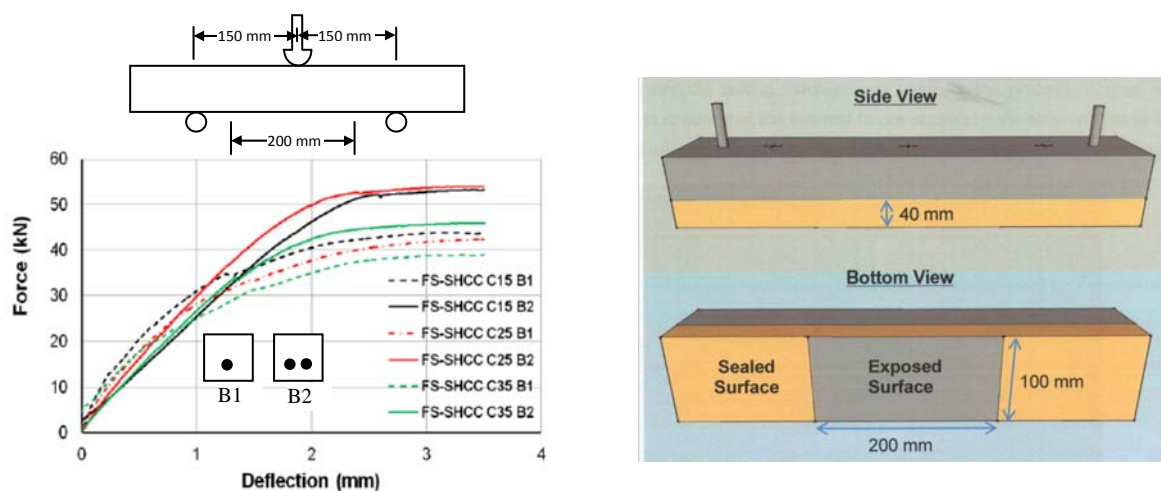 150 mm
150 mm
200 mm
60
50
40
30
20
10
0
Force (kN)
FS-SHCC C15 B1
FS-SHCC C15 B2
FS-SHCC C25 B1
FS-SHCC C25 B2
FS-SHCC C35 B1
FS-SHCC C35 B2
B1
B2
0
1
2
3
4
Deflection (mm)
Side View
40 mm
Bottom View
Sealed
Surface
Exposed
Surface
100 mm
200 mm